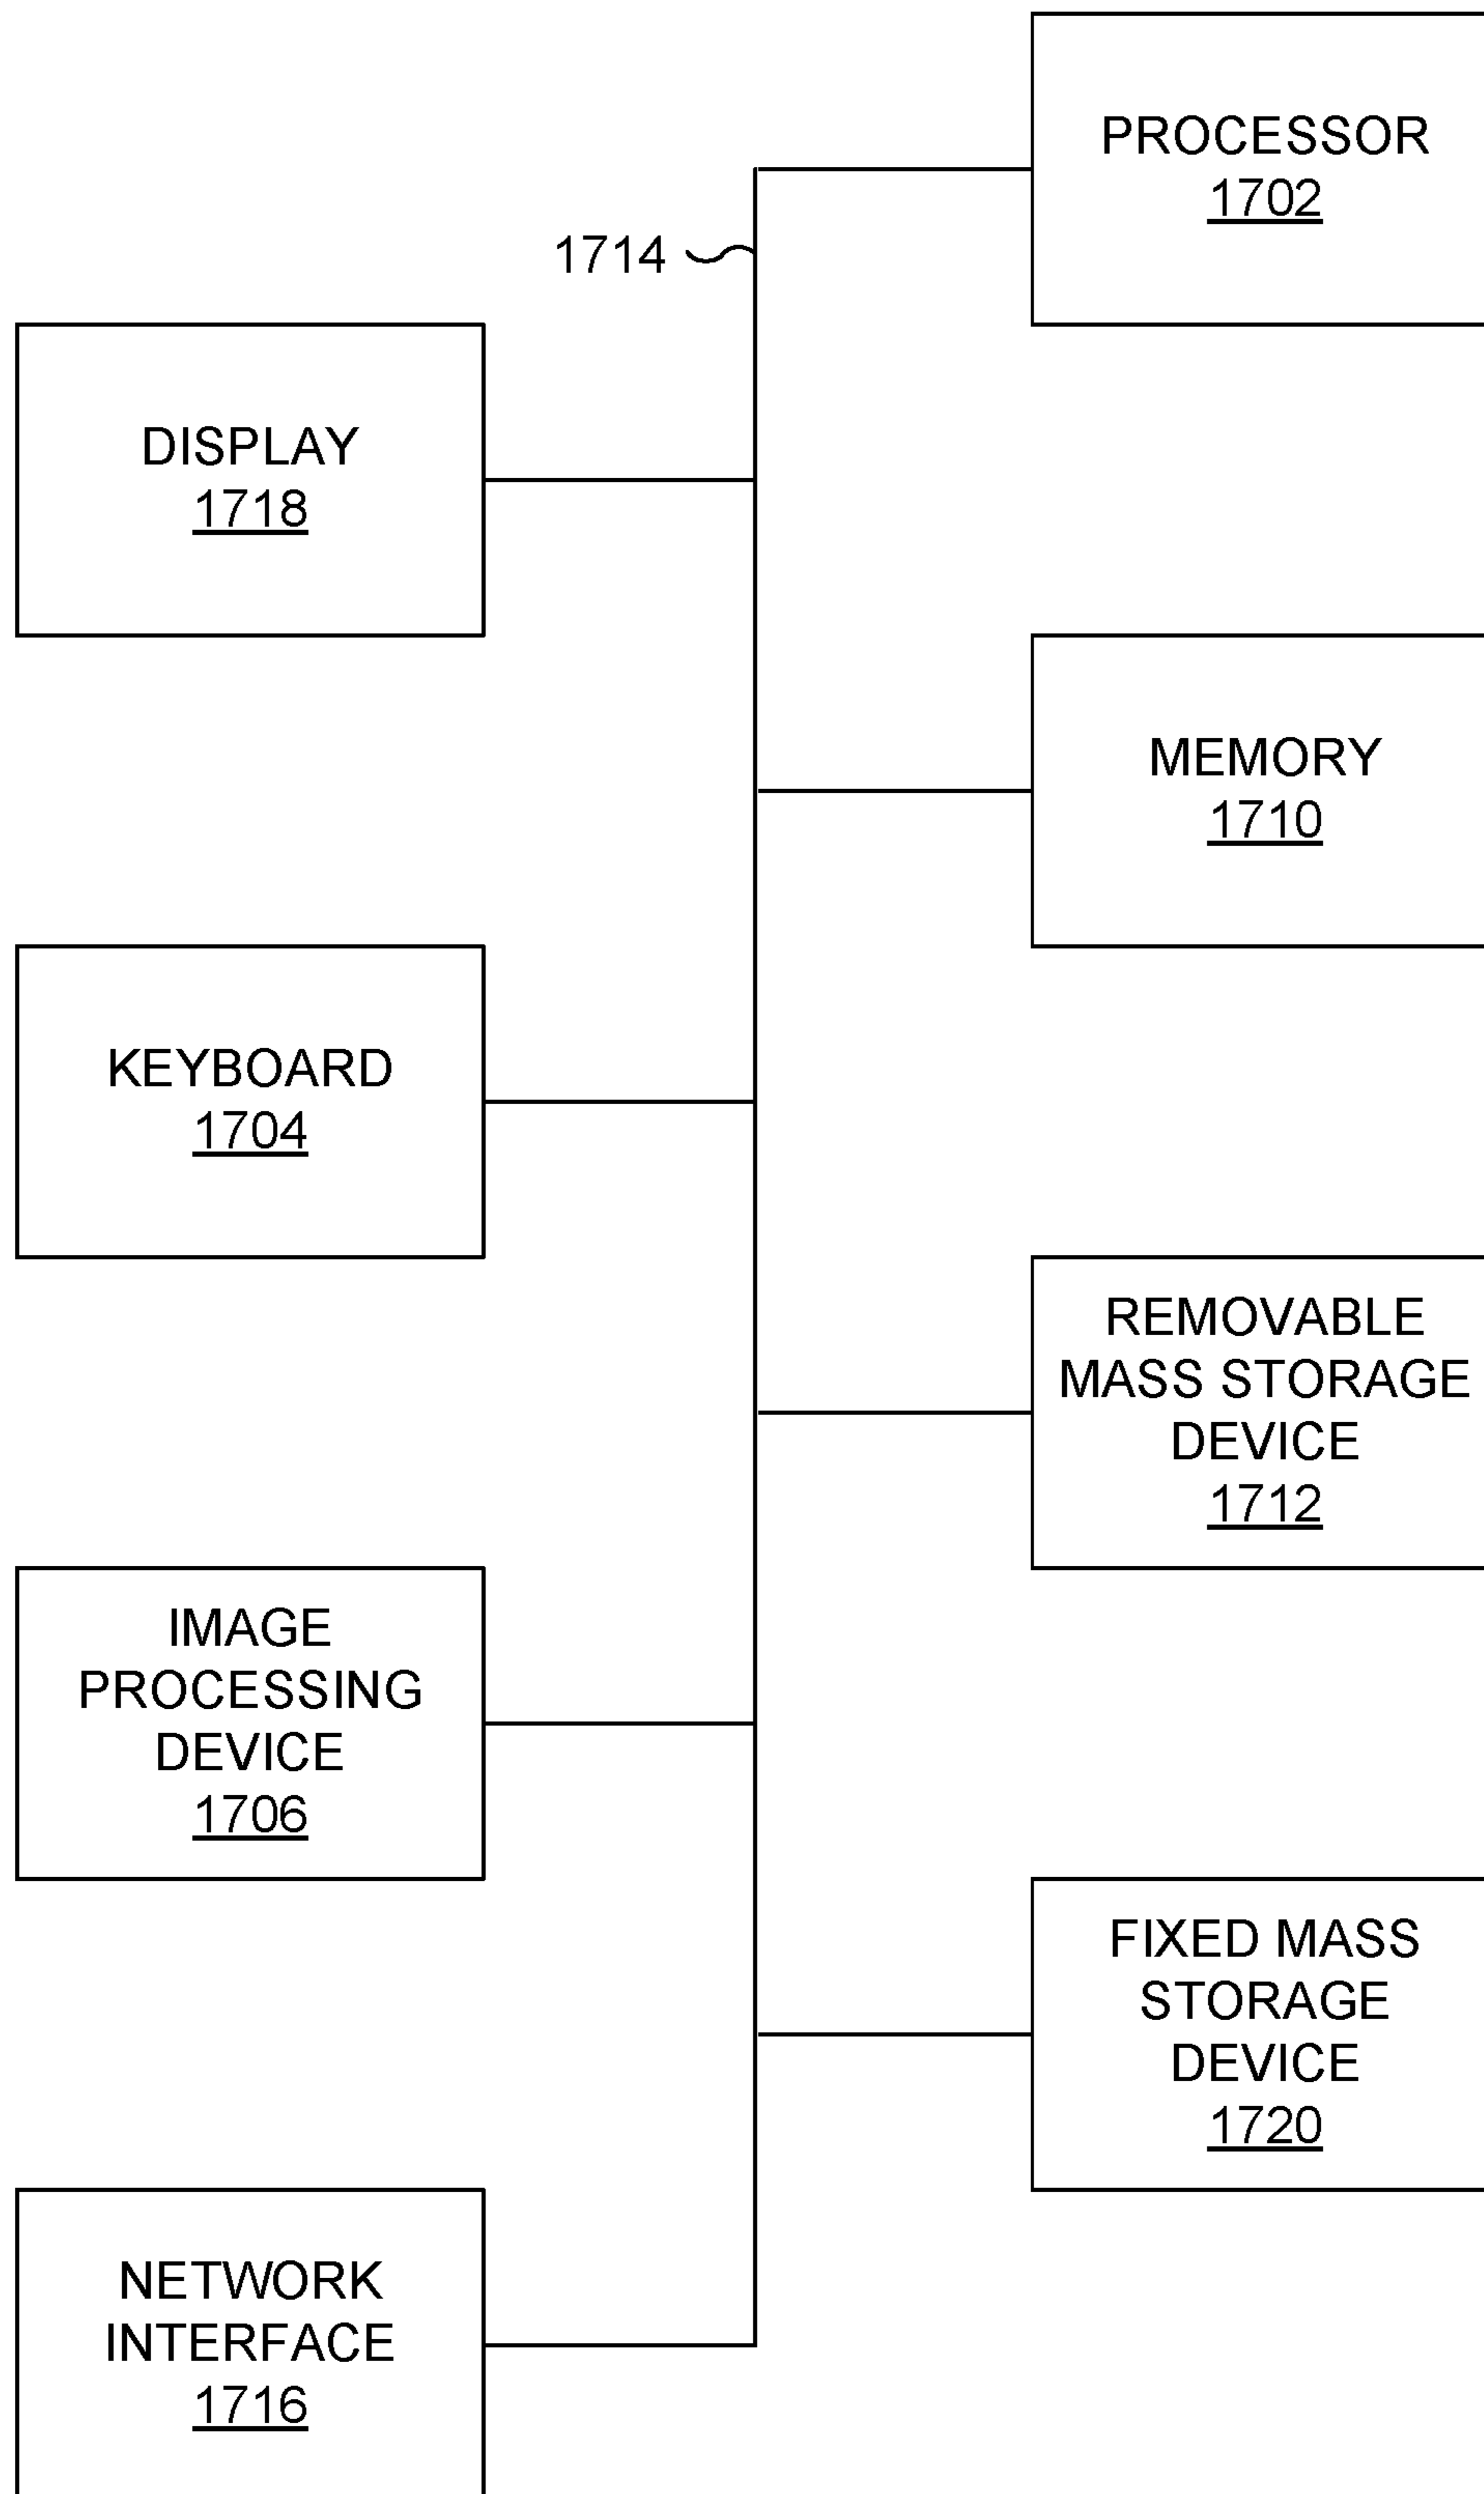 PROCESSOR
1702
1714
DISPLAY
1718
MEMORY
1710
KEYBOARD
1704
REMOVABLE
MASS STORAGE
DEVICE
1712
IMAGE
PROCESSING
DEVICE
1706
FIXED MASS
STORAGE
DEVICE
1720
NETWORK
INTERFACE
1716